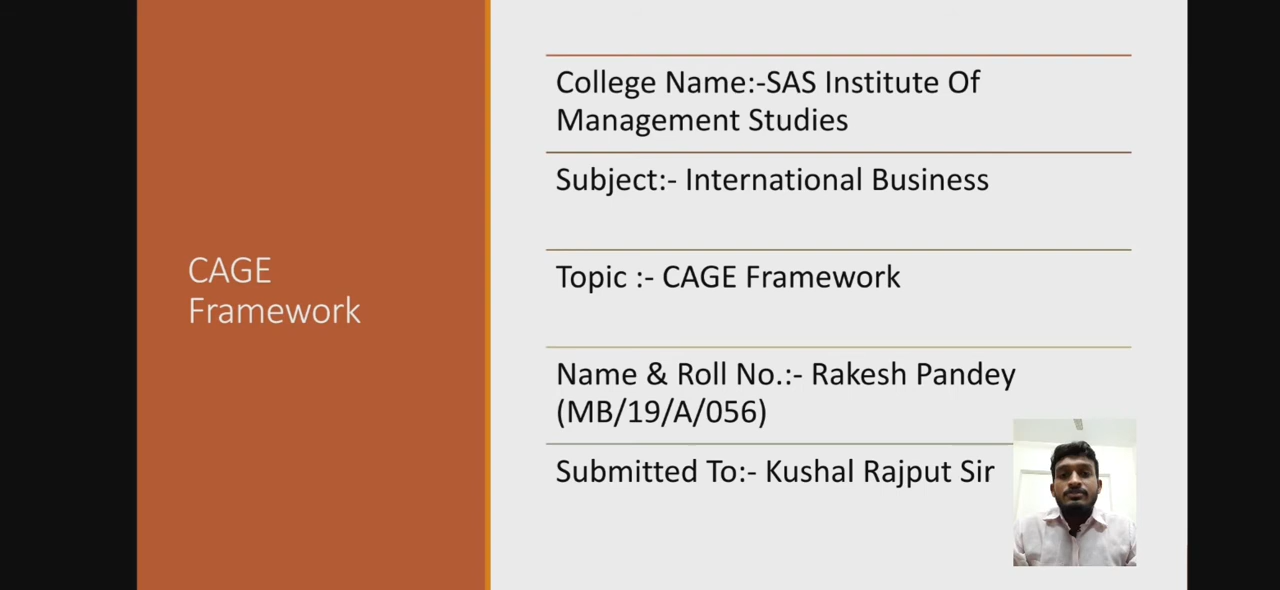 CAGE
Framework
College Name:-SAS Institute Of
Management Studies
Subject:- International Business
Topic :- CAGE Framework
Name & Roll No.:- Rakesh Pandey
(MB/19/A/056)
Submitted To:- Kushal Rajput Sir